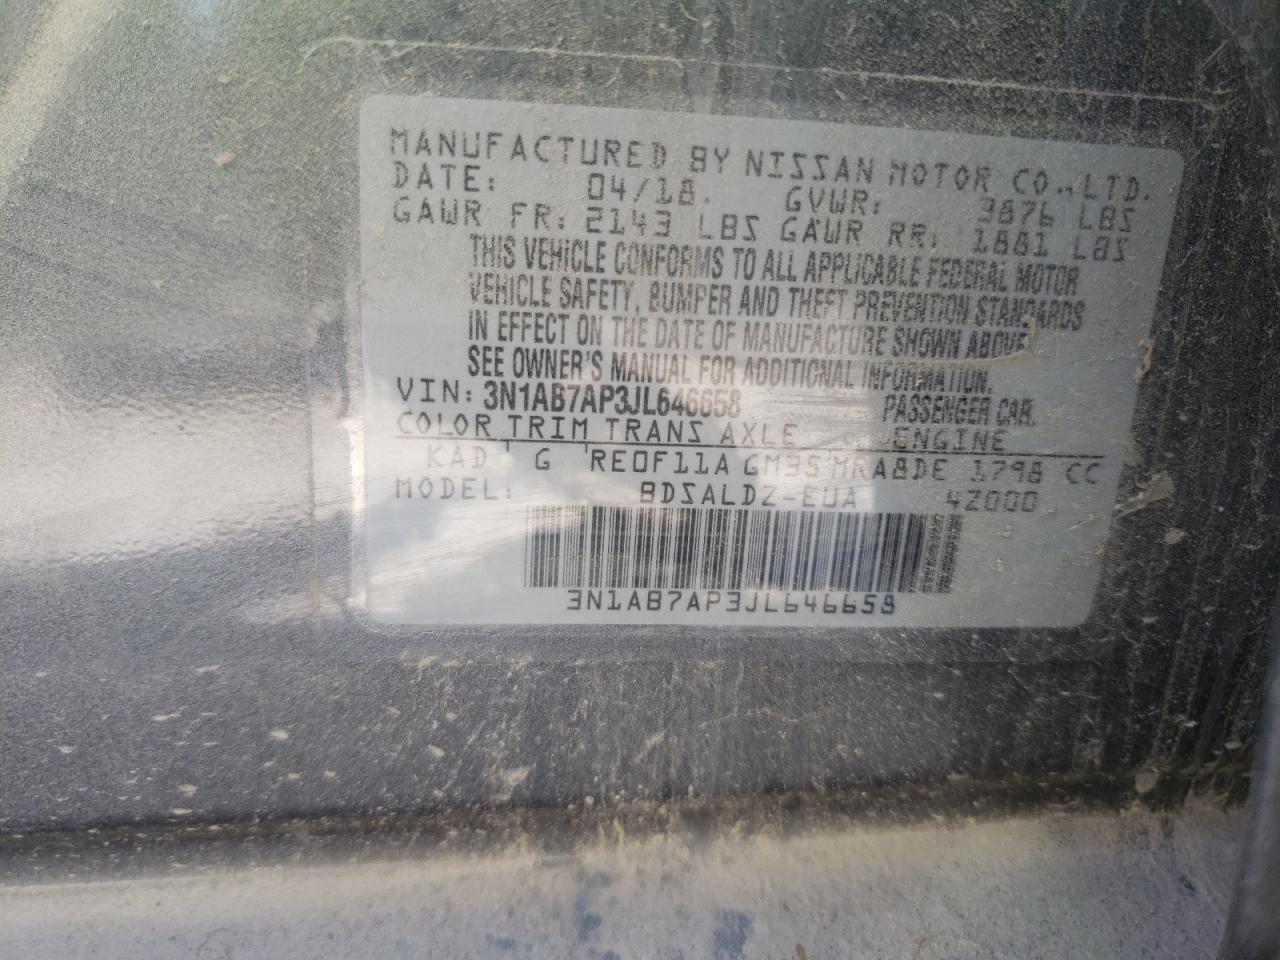 MANUFACTURED BY NISSAN MOTOR CO., LTD.
DATE: 04/18. GVWR: 3876 LBS
GAWR FR: 2143 LBS GAWR RR: 1881 LBS
THIS VEHICLE CONFORMS TO ALL APPLICABLE FEDERAL MOTOR
VEHICLE SAFETY, BUMPER AND THEFT PREVENTION STANDARDS
IN EFFECT ON THE DATE OF MANUFACTURE SHOWN ABOVE.
SEE OWNER'S MANUAL FOR ADDITIONAL INFORMATION.
VIN: 3N1AB7AP3JL646658 PASSENGER CAR.
COLOR TRIM TRANS AXLE ENGINE
KAD G RE0F11A GM35 MRA8DE 1798 CC
MODEL: BDSALDZ-EUA 4Z000
3N1AB7AP3JL646658